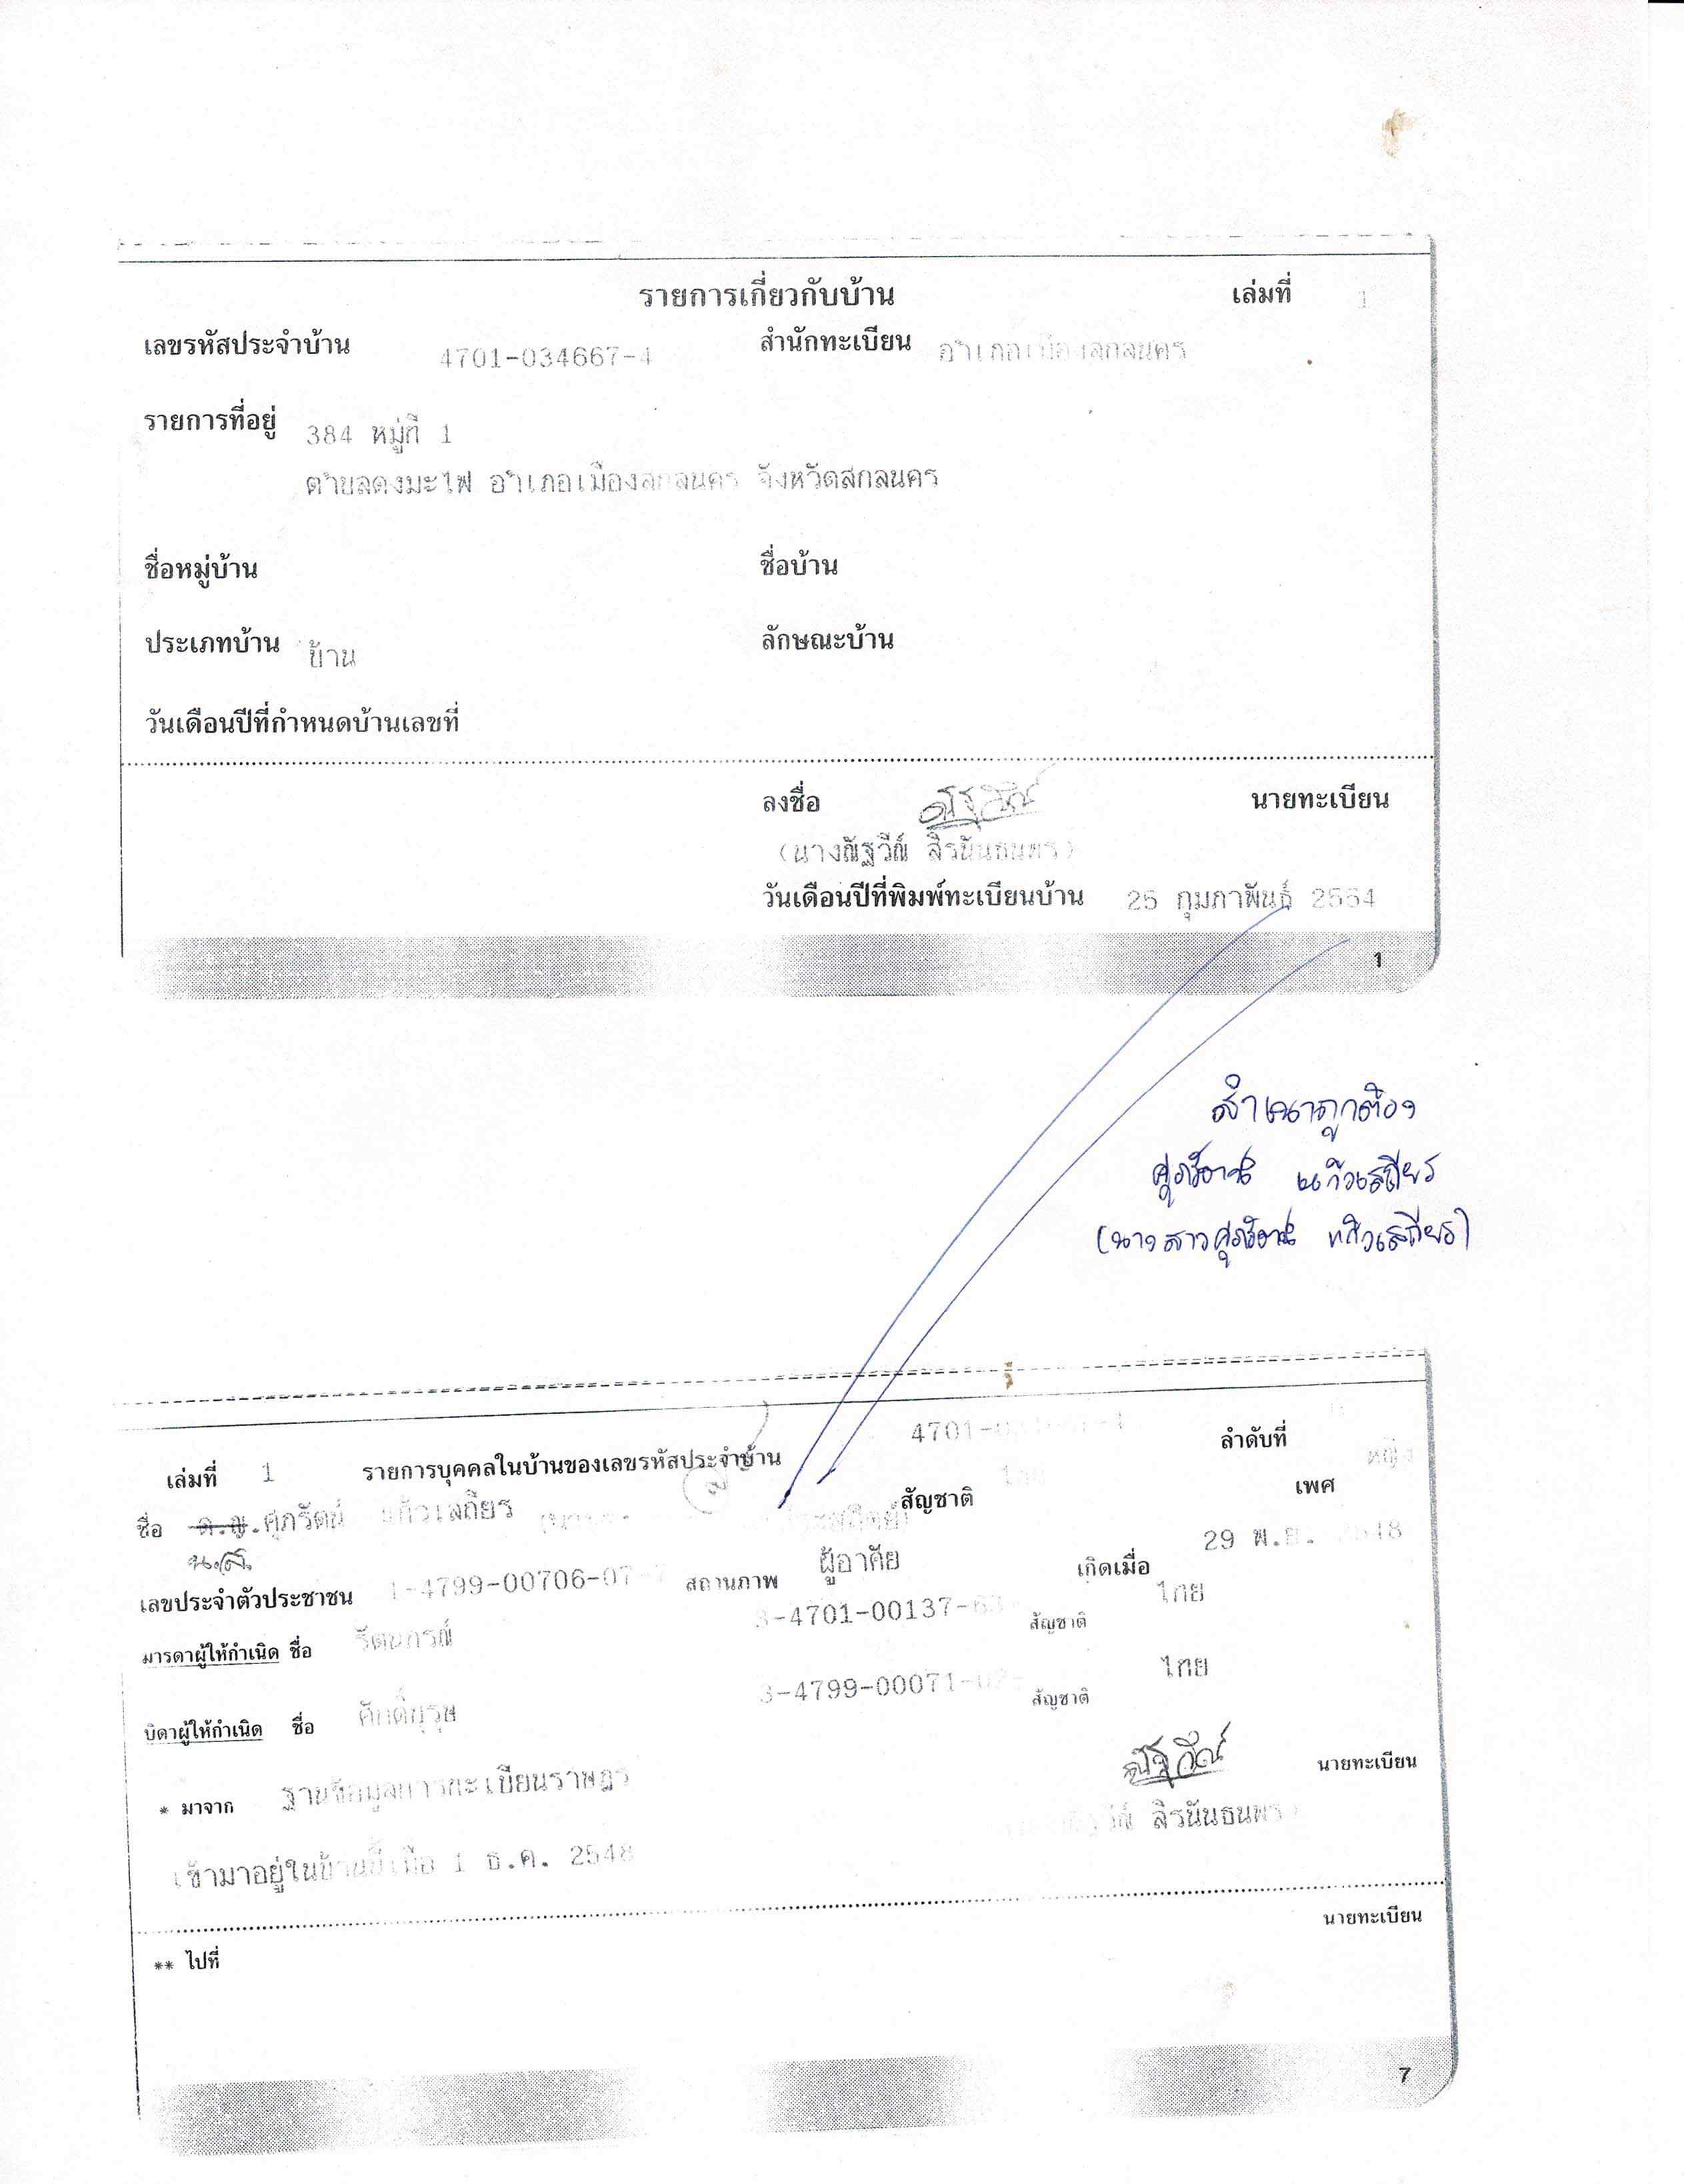 รายการเกี่ยวกับบ้าน เล่มที่ 1
เลขรหัสประจำบ้าน 4701-034667-4 สำนักทะเบียน อำเภอเมืองสกลนคร
รายการที่อยู่ 384 หมู่ที่ 1
ตำบลดงมะไฟ อำเภอเมืองสกลนคร จังหวัดสกลนคร
ชื่อหมู่บ้าน ชื่อบ้าน
ประเภทบ้าน บ้าน ลักษณะบ้าน
วันเดือนปีที่กำหนดบ้านเลขที่
ลงชื่อ ณัฐวีณ์ นายทะเบียน
(นางณัฐวีณ์ สิรนันธนพร)
วันเดือนปีที่พิมพ์ทะเบียนบ้าน 25 กุมภาพันธ์ 2554
1
สำเนาถูกต้อง
ศุภรัตน์ แก้วเสถียร
(นางสาวศุภรัตน์ แก้วเสถียร)
4701-
เล่มที่ 1 รายการบุคคลในบ้านของเลขรหัสประจำบ้าน ลำดับที่
ชื่อ ด.ญ.ศุภรัตน์ แก้วเสถียร สัญชาติ ไทย เพศ หญิง
น.ส.
เลขประจำตัวประชาชน 1-4799-00706-07-7 สถานภาพ ผู้อาศัย เกิดเมื่อ 29 พ.ย. 2548
มารดาผู้ให้กำเนิด ชื่อ รัตนภรณ์ 3-4701-00137-63 สัญชาติ ไทย
บิดาผู้ให้กำเนิด ชื่อ ศักดิ์บุรุษ 3-4799-00071-02- สัญชาติ ไทย
* มาจาก ฐานข้อมูลการทะเบียนราษฎร ณัฐวีณ์ นายทะเบียน
สิรนันธนพร
เข้ามาอยู่ในบ้านนี้เมื่อ 1 ธ.ค. 2548
นายทะเบียน
** ไปที่
7